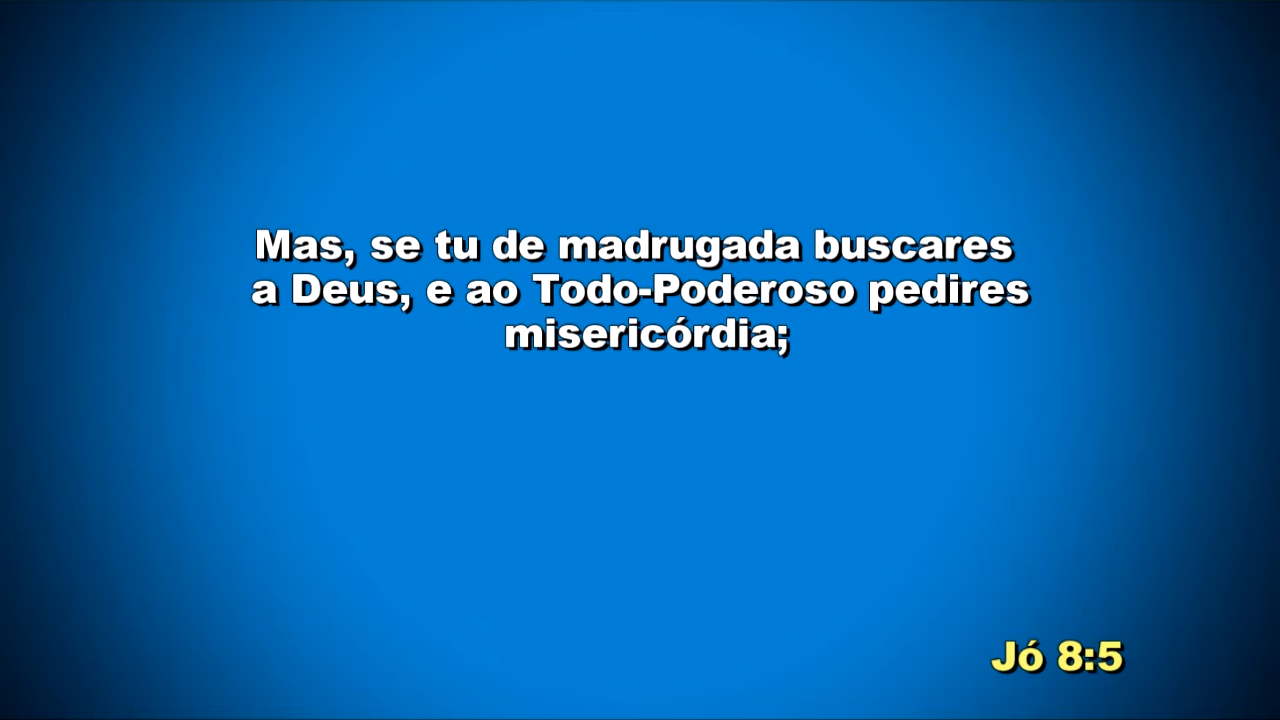 Mas, se tu de madrugada buscares
a Deus, e ao Todo-Poderoso pedires
misericórdia;
Jó 8:5